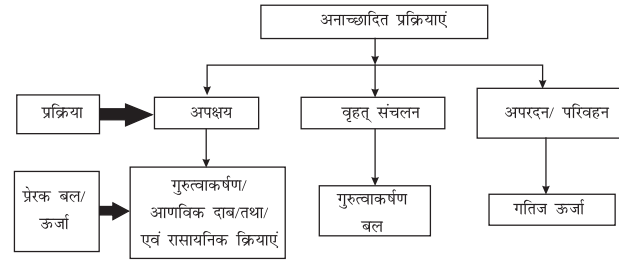 अनाच्छादित प्रक्रियाएं
प्रक्रिया
अपक्षय
वृहत् संचलन
अपरदन/ परिवहन
प्रेरक बल/
ऊर्जा
गुरुत्वाकर्षण/
आणविक दाब/तथा/
एवं रासायनिक क्रियाएं
गुरुत्वाकर्षण
बल
गतिज ऊर्जा